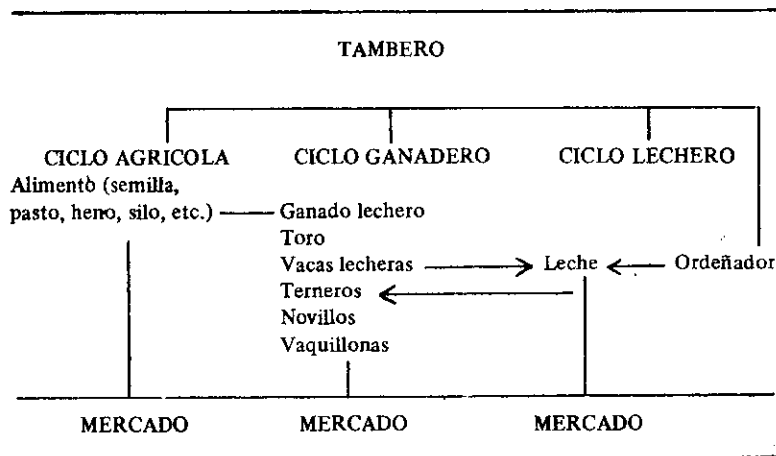 TAMBERO
CICLO AGRICOLA CICLO GANADERO CICLO LECHERO
Alimentò (semilla,
pasto, heno, silo, etc.) Ganado lechero
Toro
Vacas lecheras Leche Ordeñador
Terneros
Novillos
Vaquillonas
MERCADO MERCADO MERCADO